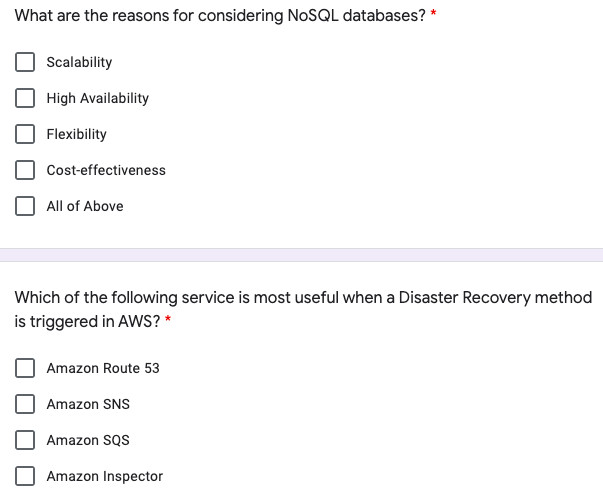 What are the reasons for considering NoSQL databases? *
Scalability
High Availability
Flexibility
Cost-effectiveness
All of Above
Which of the following service is most useful when a Disaster Recovery method
is triggered in AWS? *
Amazon Route 53
Amazon SNS
Amazon SQS
Amazon Inspector